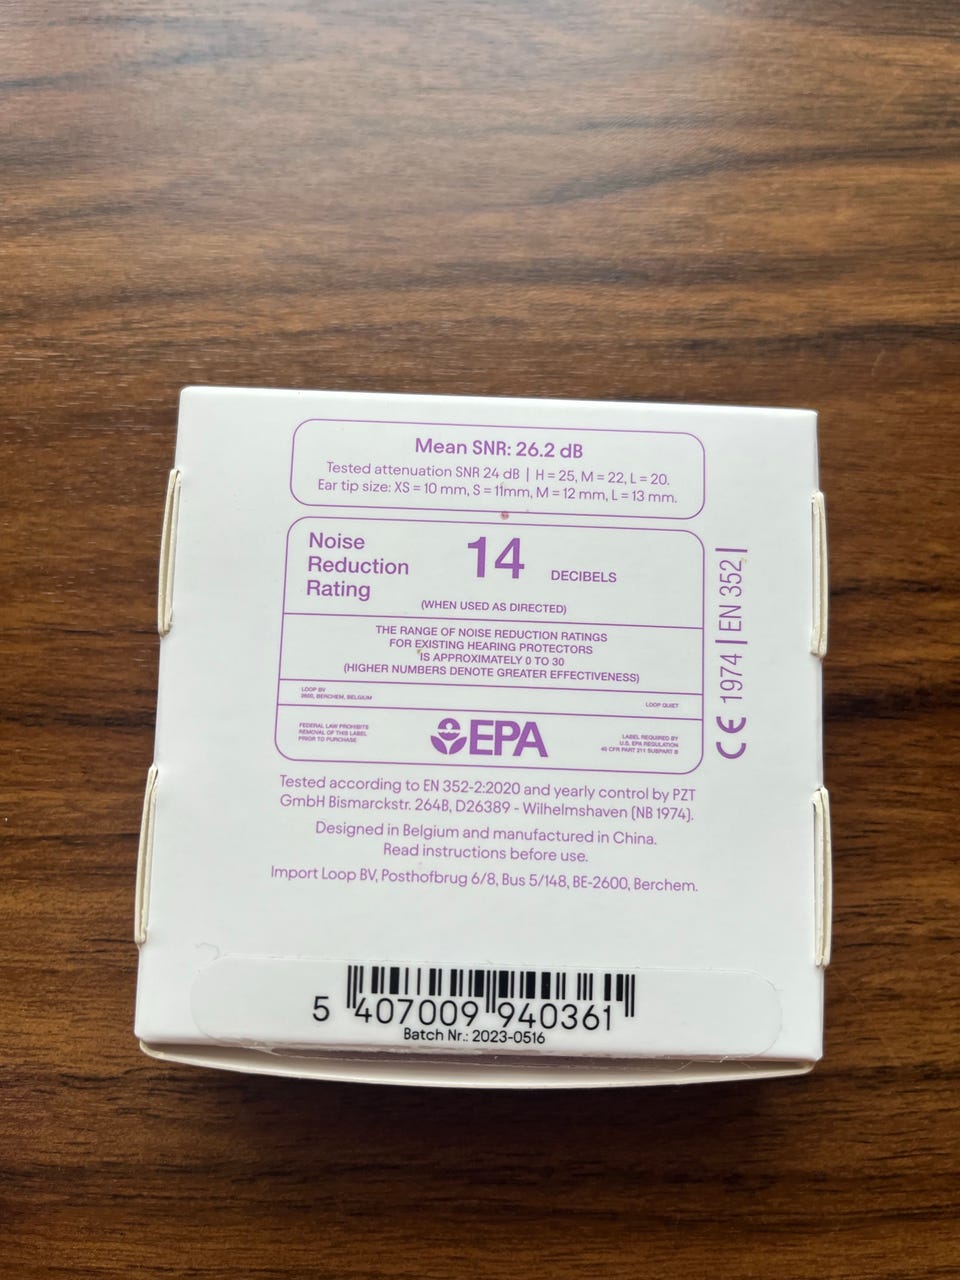 Mean SNR: 26.2 dB
Tested attenuation SNR 24 dB | H = 25, M = 22, L = 20.
Ear tip size: XS = 10 mm, S = 11mm, M = 12 mm, L = 13 mm.
Noise
Reduction
Rating
14 DECIBELS
(WHEN USED AS DIRECTED)
THE RANGE OF NOISE REDUCTION RATINGS
FOR EXISTING HEARING PROTECTORS
IS APPROXIMATELY 0 TO 30
(HIGHER NUMBERS DENOTE GREATER EFFECTIVENESS)
LOOP BV
2600, BERCHEM, BELGIUM
LOOP QUIET
FEDERAL LAW PROHIBITS
REMOVAL OF THIS LABEL
PRIOR TO PURCHASE
EPA
LABEL REQUIRED BY
U.S. EPA REGULATION
40 CFR PART 211 SUBPART B
CE 1974 | EN 352 |
Tested according to EN 352-2:2020 and yearly control by PZT
GmbH Bismarckstr. 264B, D26389 - Wilhelmshaven (NB 1974).
Designed in Belgium and manufactured in China.
Read instructions before use.
Import Loop BV, Posthofbrug 6/8, Bus 5/148, BE-2600, Berchem.
5 407009 940361
Batch Nr.: 2023-0516